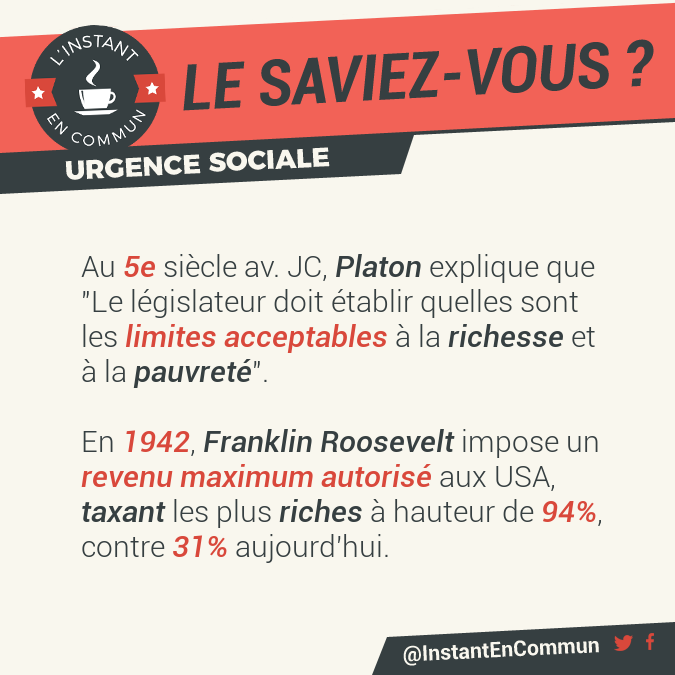 L'INSTANT
EN COMMUN
LE SAVIEZ-VOUS ?
URGENCE SOCIALE
Au 5e siècle av. JC, Platon explique que
"Le législateur doit établir quelles sont
les limites acceptables à la richesse et
à la pauvreté".
En 1942, Franklin Roosevelt impose un
revenu maximum autorisé aux USA,
taxant les plus riches à hauteur de 94%,
contre 31% aujourd'hui.
@InstantEnCommun